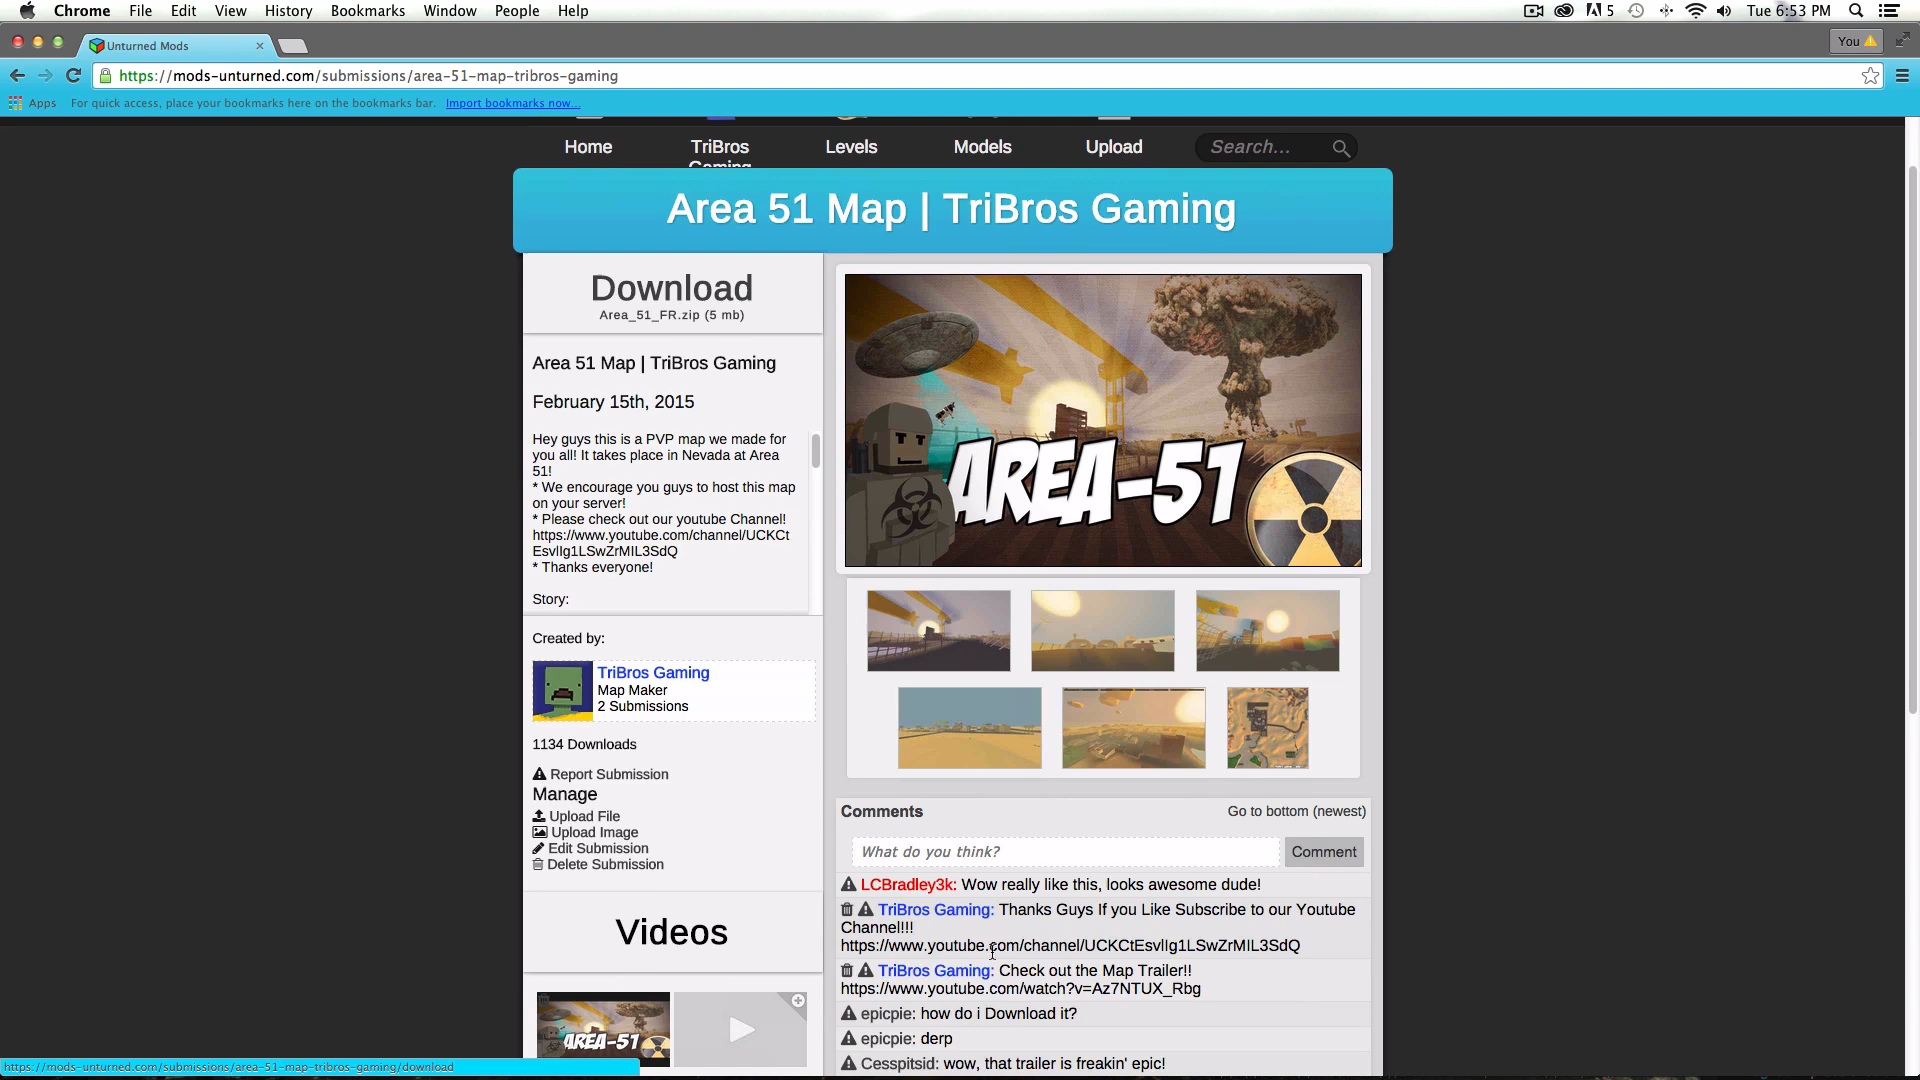 Chrome File Edit View History Bookmarks Window People Help
5 Tue 6:53 PM
Unturned Mods
You
https://mods-unturned.com/submissions/area-51-map-tribros-gaming
Apps For quick access, place your bookmarks here on the bookmarks bar. Import bookmarks now...
Home TriBros Gaming Levels Models Upload Search...
Area 51 Map | TriBros Gaming
Download
Area_51_FR.zip (5 mb)
Area 51 Map | TriBros Gaming
February 15th, 2015
Hey guys this is a PVP map we made for
you all! It takes place in Nevada at Area
51!
* We encourage you guys to host this map
on your server!
* Please check out our youtube Channel!
https://www.youtube.com/channel/UCKCt
EsvlIg1LSwZrMIL3SdQ
* Thanks everyone!
Story:
Created by:
TriBros Gaming
Map Maker
2 Submissions
1134 Downloads
Report Submission
Manage
Upload File
Upload Image
Edit Submission
Delete Submission
Videos
AREA-51
AREA-51
Comments Go to bottom (newest)
What do you think? Comment
LCBradley3k: Wow really like this, looks awesome dude!
TriBros Gaming: Thanks Guys If you Like Subscribe to our Youtube
Channel!!!
https://www.youtube.com/channel/UCKCtEsvlIg1LSwZrMIL3SdQ
TriBros Gaming: Check out the Map Trailer!!
https://www.youtube.com/watch?v=Az7NTUX_Rbg
epicpie: how do i Download it?
epicpie: derp
Cesspitsid: wow, that trailer is freakin' epic!
https://mods-unturned.com/submissions/area-51-map-tribros-gaming/download